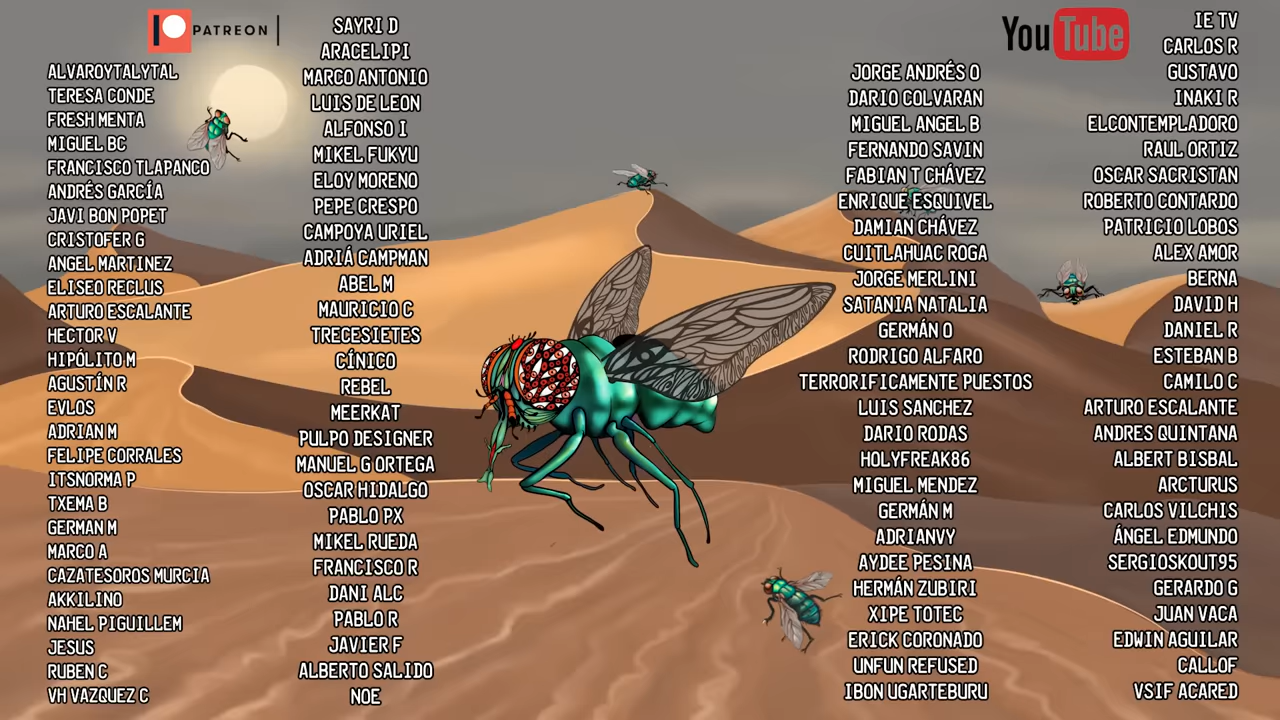 PATREON
ALVAROYTALYTAL
TERESA CONDE
FRESH MENTA
MIGUEL BC
FRANCISCO TLAPANCO
ANDRÉS GARCÍA
JAVI BON POPET
CRISTOFER G
ANGEL MARTINEZ
ELISEO RECLUS
ARTURO ESCALANTE
HECTOR V
HIPÓLITO M
AGUSTÍN R
EVLOS
ADRIAN M
FELIPE CORRALES
ITSNORMA P
TXEMA B
GERMAN M
MARCO A
CAZATESOROS MURCIA
AKKILINO
NAHEL PIGUILLEM
JESUS
RUBEN C
VH VAZQUEZ C
SAYRI D
ARACELIPI
MARCO ANTONIO
LUIS DE LEON
ALFONSO I
MIKEL FUKYU
ELOY MORENO
PEPE CRESPO
CAMPOYA URIEL
ADRIÁ CAMPMAN
ABEL M
MAURICIO C
TRECESIETES
CÍNICO
REBEL
MEERKAT
PULPO DESIGNER
MANUEL G ORTEGA
OSCAR HIDALGO
PABLO PX
MIKEL RUEDA
FRANCISCO R
DANI ALC
PABLO R
JAVIER F
ALBERTO SALIDO
NOE
YouTube
JORGE ANDRÉS O
DARIO COLVARAN
MIGUEL ANGEL B
FERNANDO SAVIN
FABIAN T CHÁVEZ
ENRIQUE ESQUIVEL
DAMIAN CHÁVEZ
CUITLAHUAC ROGA
JORGE MERLINI
SATANIA NATALIA
GERMÁN O
RODRIGO ALFARO
TERRORIFICAMENTE PUESTOS
LUIS SANCHEZ
DARIO RODAS
HOLYFREAK86
MIGUEL MENDEZ
GERMÁN M
ADRIANVY
AYDEE PESINA
HERMÁN ZUBIRI
XIPE TOTEC
ERICK CORONADO
UNFUN REFUSED
IBON UGARTEBURU
IE TV
CARLOS R
GUSTAVO
INAKI R
ELCONTEMPLADORO
RAUL ORTIZ
OSCAR SACRISTAN
ROBERTO CONTARDO
PATRICIO LOBOS
ALEX AMOR
BERNA
DAVID H
DANIEL R
ESTEBAN B
CAMILO C
ARTURO ESCALANTE
ANDRES QUINTANA
ALBERT BISBAL
ARCTURUS
CARLOS VILCHIS
ÁNGEL EDMUNDO
SERGIOSKOUT95
GERARDO G
JUAN VACA
EDWIN AGUILAR
CALLOF
VSIF ACARED